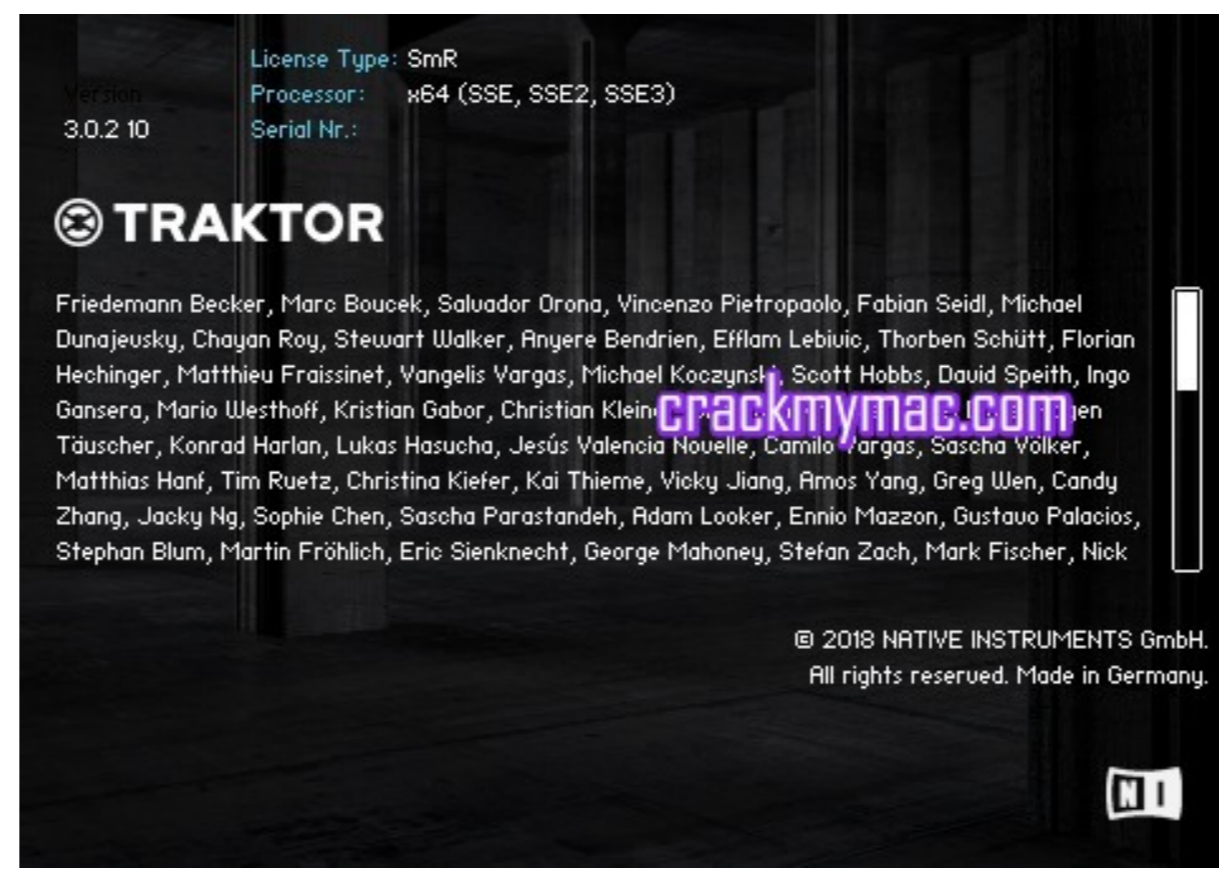 License Type: SmR
Version
Processor: x64 (SSE, SSE2, SSE3)
3.0.2 10
Serial Nr.:
TRAKTOR
Friedemann Becker, Marc Boucek, Salvador Orona, Vincenzo Pietropaolo, Fabian Seidl, Michael
Dunajevsky, Chayan Roy, Stewart Walker, Anyere Bendrien, Efflam Lebivic, Thorben Schütt, Florian
Hechinger, Matthieu Fraissinet, Vangelis Vargas, Michael Koczynski, Scott Hobbs, David Speith, Ingo
Gansera, Mario Westhoff, Kristian Gabor, Christian
crackmymac.com
Täuscher, Konrad Harlan, Lukas Hasucha, Jesús Valencia Novelle, Camilo Vargas, Sascha Völker,
Matthias Hanf, Tim Ruetz, Christina Kiefer, Kai Thieme, Vicky Jiang, Amos Yang, Greg Wen, Candy
Zhang, Jacky Ng, Sophie Chen, Sascha Parastandeh, Adam Looker, Ennio Mazzon, Gustavo Palacios,
Stephan Blum, Martin Fröhlich, Eric Sienknecht, George Mahoney, Stefan Zach, Mark Fischer, Nick
© 2018 NATIVE INSTRUMENTS GmbH.
All rights reserved. Made in Germany.
N I